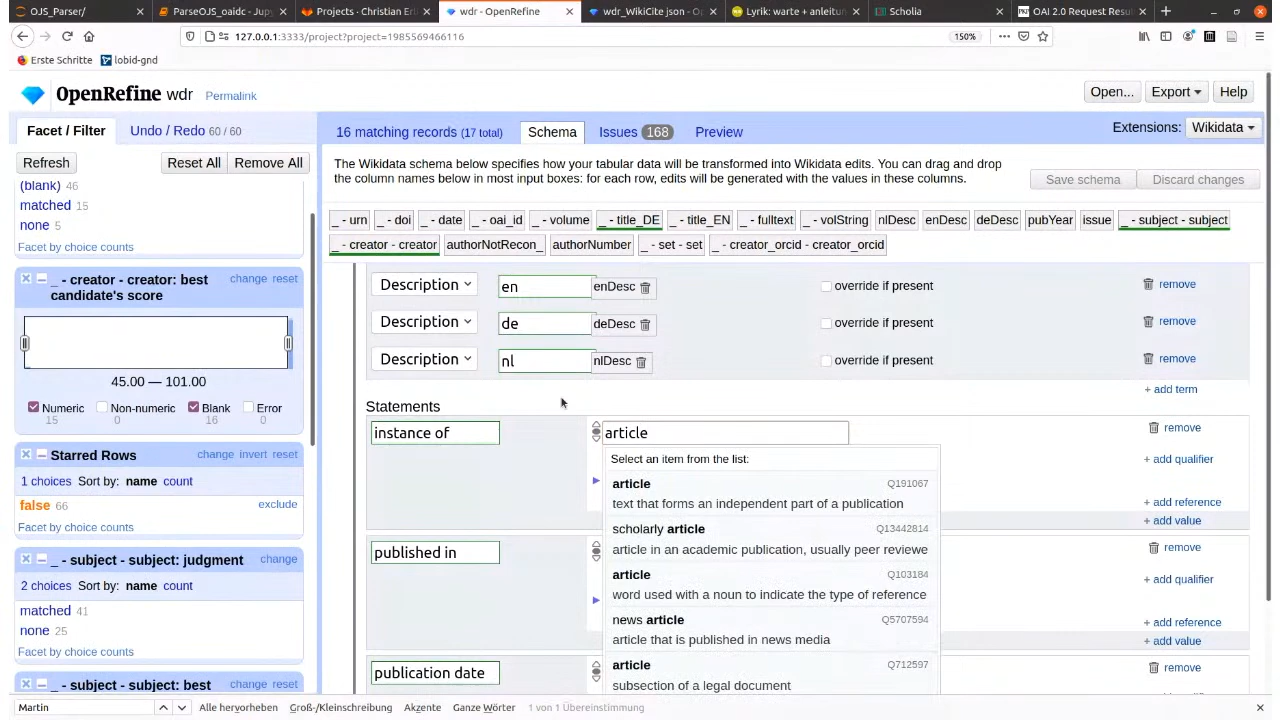 OJS_Parser/ ParseOJS_oaidc - Jup Projects · Christian Erl wdr - OpenRefine wdr_WikiCite json - Op Lyrik: warte + anleitun Scholia OAI 2.0 Request Resu
127.0.0.1:3333/project?project=1985569466116 150%
Erste Schritte lobid-gnd
OpenRefine wdr Permalink Open... Export Help
Facet / Filter Undo / Redo 60 / 60 16 matching records (17 total) Schema Issues 168 Preview Extensions: Wikidata
Refresh Reset All Remove All
The Wikidata schema below specifies how your tabular data will be transformed into Wikidata edits. You can drag and drop
the column names below in most input boxes: for each row, edits will be generated with the values in these columns.
Save schema Discard changes
(blank) 46
matched 15
none 5
Facet by choice counts
_ - urn _ - doi _ - date _ - oai_id _ - volume _ - title_DE _ - title_EN _ - fulltext _ - volString nlDesc enDesc deDesc pubYear issue _ - subject - subject
_ - creator - creator authorNotRecon_ authorNumber _ - set - set _ - creator_orcid - creator_orcid
_ - creator - creator: best
candidate's score
change reset
45.00 — 101.00
Numeric Non-numeric Blank Error
15 0 16 0
Starred Rows change invert reset
1 choices Sort by: name count
false 66 exclude
Facet by choice counts
_ - subject - subject: judgment change
2 choices Sort by: name count
matched 41
none 25
Facet by choice counts
_ - subject - subject: best change reset
Description en enDesc override if present remove
Description de deDesc override if present remove
Description nl nlDesc override if present remove
+ add term
Statements
instance of article remove
Select an item from the list:
+ add qualifier
article Q191067
text that forms an independent part of a publication
+ add reference
+ add value
scholarly article Q13442814
article in an academic publication, usually peer reviewe
published in remove
article Q103184
word used with a noun to indicate the type of reference
+ add qualifier
news article Q5707594
article that is published in news media
+ add reference
+ add value
publication date remove
article Q712597
subsection of a legal document
Martin Alle hervorheben Groß-/Kleinschreibung Akzente Ganze Wörter 1 von 1 Übereinstimmung